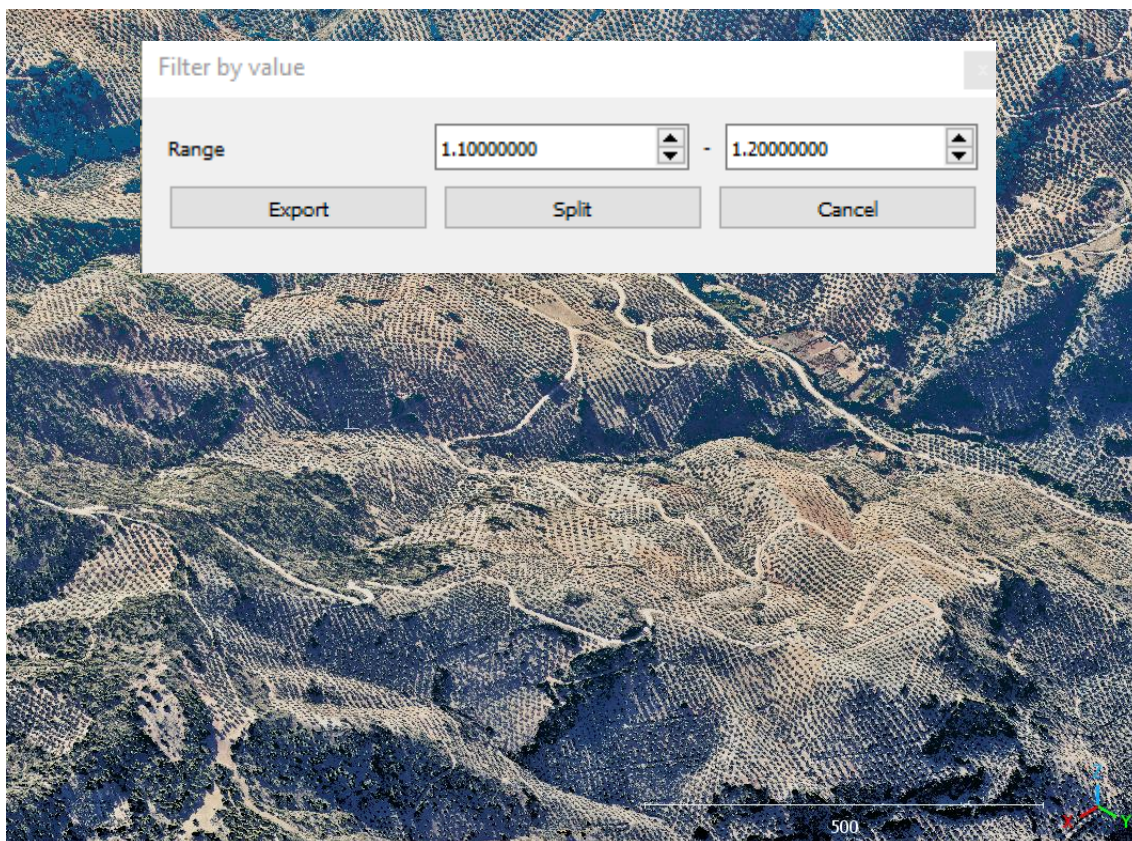 Filter by value
x
Range 1.10000000 - 1.20000000
Export Split Cancel
500
Z
X Y